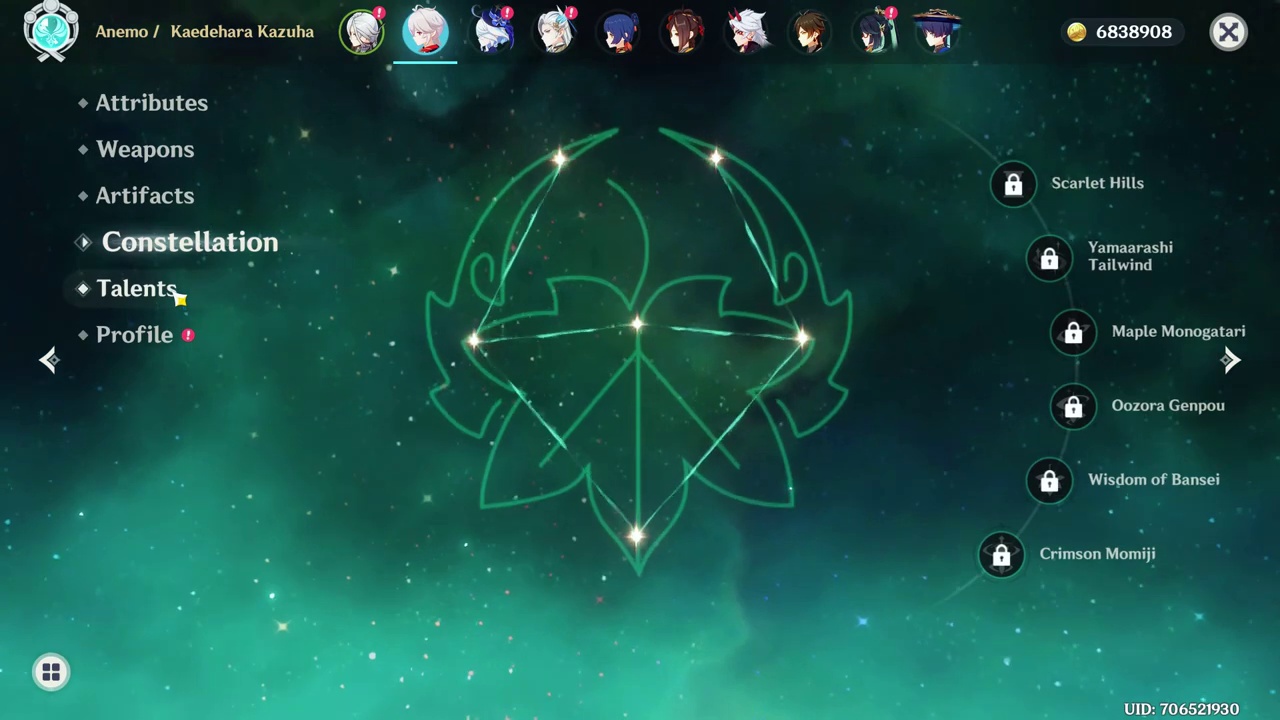 Anemo / Kaedehara Kazuha
6838908
Attributes
Weapons
Artifacts
Constellation
Talents
Profile
Scarlet Hills
Yamaarashi
Tailwind
Maple Monogatari
Oozora Genpou
Wisdom of Bansei
Crimson Momiji
UID: 706521930